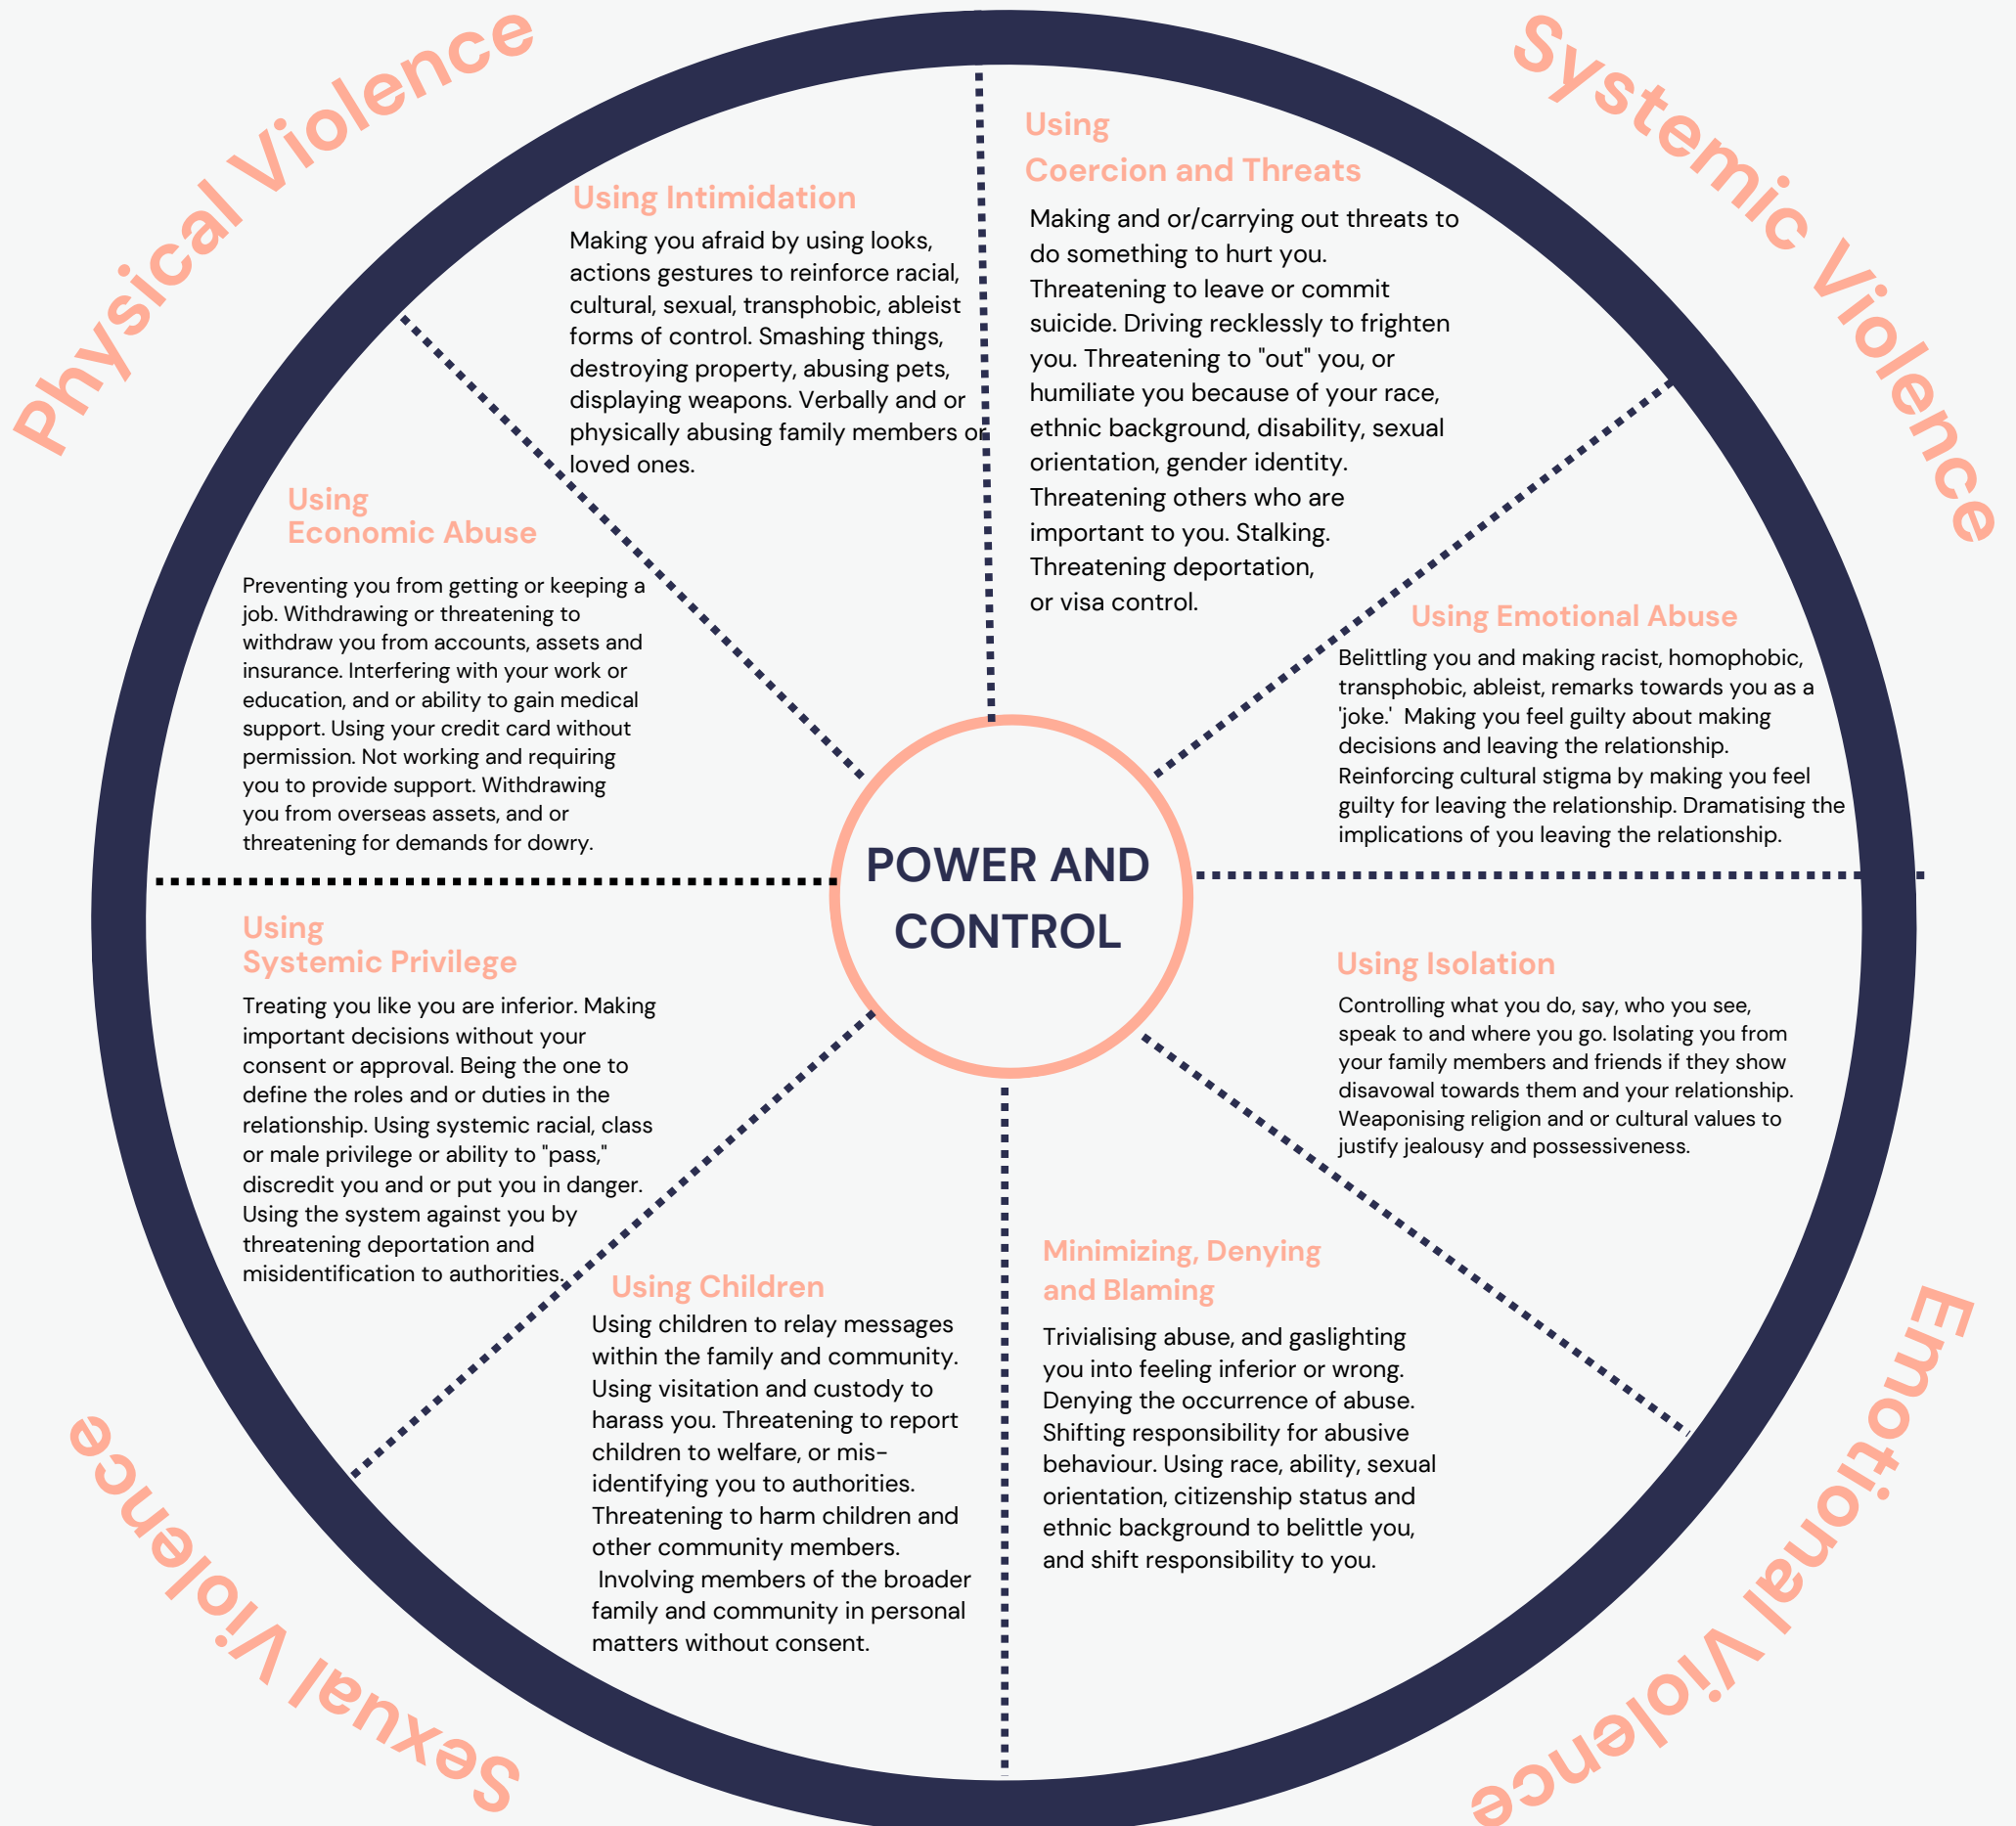 Physical Violence
Systemic Violence
Using
Coercion and Threats
Making and or/carrying out threats to
do something to hurt you.
Threatening to leave or commit
suicide. Driving recklessly to frighten
you. Threatening to "out" you, or
humiliate you because of your race,
ethnic background, disability, sexual
orientation, gender identity.
Threatening others who are
important to you. Stalking.
Threatening deportation,
or visa control.
Using Emotional Abuse
Belittling you and making racist, homophobic,
transphobic, ableist, remarks towards you as a
'joke.'  Making you feel guilty about making
decisions and leaving the relationship.
Reinforcing cultural stigma by making you feel
guilty for leaving the relationship. Dramatising the
implications of you leaving the relationship.
Using Isolation
Controlling what you do, say, who you see,
speak to and where you go. Isolating you from
your family members and friends if they show
disavowal towards them and your relationship.
Weaponising religion and or cultural values to
justify jealousy and possessiveness.
Minimizing, Denying
and Blaming
Trivialising abuse, and gaslighting
you into feeling inferior or wrong.
Denying the occurrence of abuse.
Shifting responsibility for abusive
behaviour. Using race, ability, sexual
orientation, citizenship status and
ethnic background to belittle you,
and shift responsibility to you.
Using Children
Using children to relay messages
within the family and community.
Using visitation and custody to
harass you. Threatening to report
children to welfare, or mis-
identifying you to authorities.
Threatening to harm children and
other community members.
Involving members of the broader
family and community in personal
matters without consent.
Using
Systemic Privilege
Treating you like you are inferior. Making
important decisions without your
consent or approval. Being the one to
define the roles and or duties in the
relationship. Using systemic racial, class
or male privilege or ability to "pass,"
discredit you and or put you in danger.
Using the system against you by
threatening deportation and
misidentification to authorities.
Using
Economic Abuse
Preventing you from getting or keeping a
job. Withdrawing or threatening to
withdraw you from accounts, assets and
insurance. Interfering with your work or
education, and or ability to gain medical
support. Using your credit card without
permission. Not working and requiring
you to provide support. Withdrawing
you from overseas assets, and or
threatening for demands for dowry.
Using Intimidation
Making you afraid by using looks,
actions gestures to reinforce racial,
cultural, sexual, transphobic, ableist
forms of control. Smashing things,
destroying property, abusing pets,
displaying weapons. Verbally and or
physically abusing family members or
loved ones.
POWER AND
CONTROL
Emotional Violence
Sexual Violence